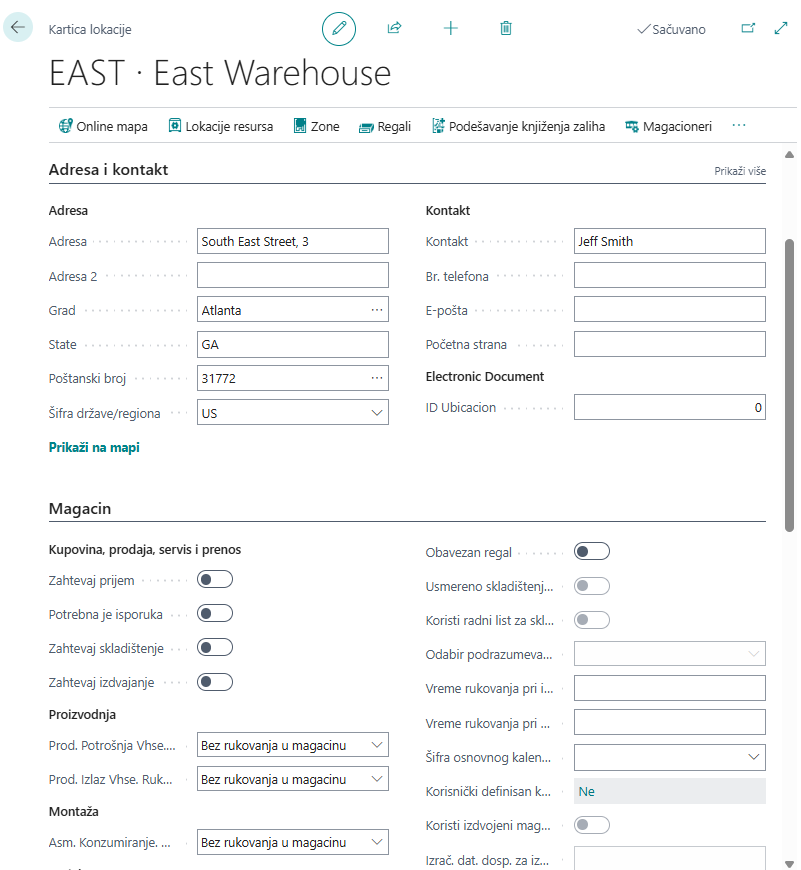 Kartica lokacije
Sačuvano
EAST · East Warehouse
Online mapa
Lokacije resursa
Zone
Regali
Podešavanje knjiženja zaliha
Magacioneri
Adresa i kontakt
Prikaži više
Adresa
Adresa
South East Street, 3
Adresa 2
Grad
Atlanta
State
GA
Poštanski broj
31772
Šifra države/regiona
US
Prikaži na mapi
Kontakt
Kontakt
Jeff Smith
Br. telefona
E-pošta
Početna strana
Electronic Document
ID Ubicacion
0
Magacin
Kupovina, prodaja, servis i prenos
Zahtevaj prijem
Potrebna je isporuka
Zahtevaj skladištenje
Zahtevaj izdvajanje
Proizvodnja
Prod. Potrošnja Vhse....
Bez rukovanja u magacinu
Prod. Izlaz Vhse. Ruk...
Bez rukovanja u magacinu
Montaža
Asm. Konzumiranje. ...
Bez rukovanja u magacinu
Obavezan regal
Usmereno skladištenj...
Koristi radni list za skl...
Odabir podrazumeva...
Vreme rukovanja pri i...
Vreme rukovanja pri ...
Šifra osnovnog kalen...
Korisnički definisan k...
Ne
Koristi izdvojeni mag...
Izrač. dat. dosp. za iz...